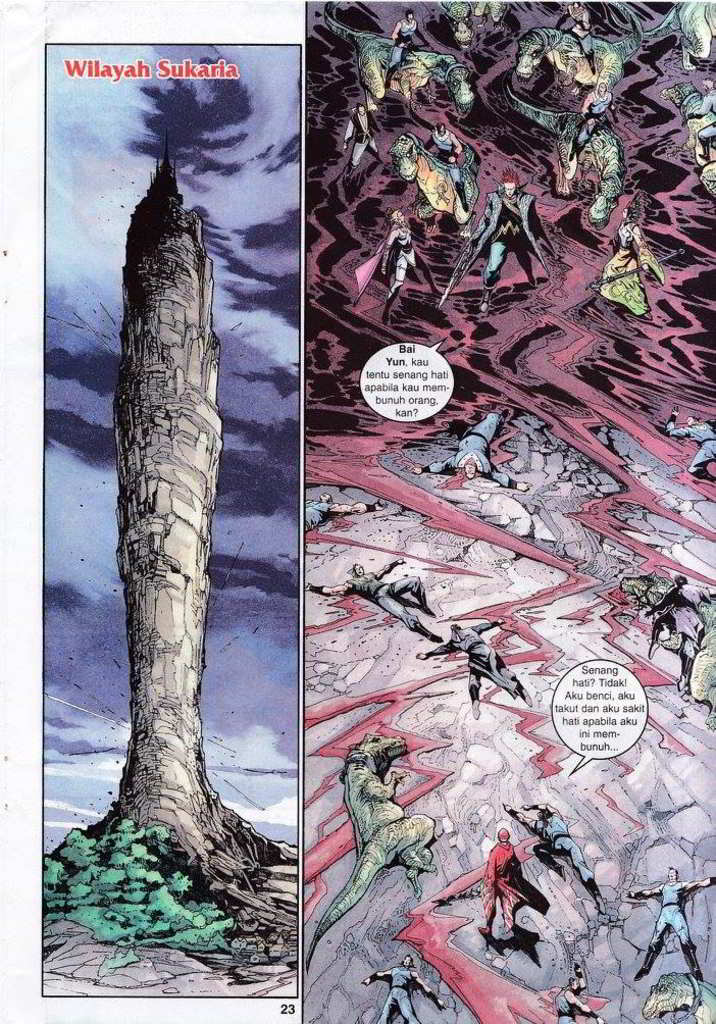 Wilayah Sukaria
Bai
Yun, kau
tentu senang hati
apabila kau mem-
bunuh orang,
kan?
Senang
hati? Tidak!
Aku benci, aku
takut dan aku sakit
hati apabila aku
ini mem-
bunuh...
23